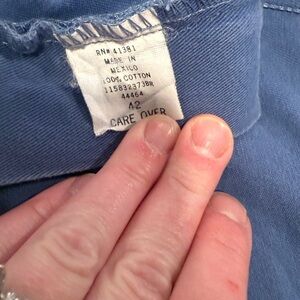 RN# 41381
MADE IN
MEXICO
100% COTTON
115832373BR
44464
42
CARE OVER